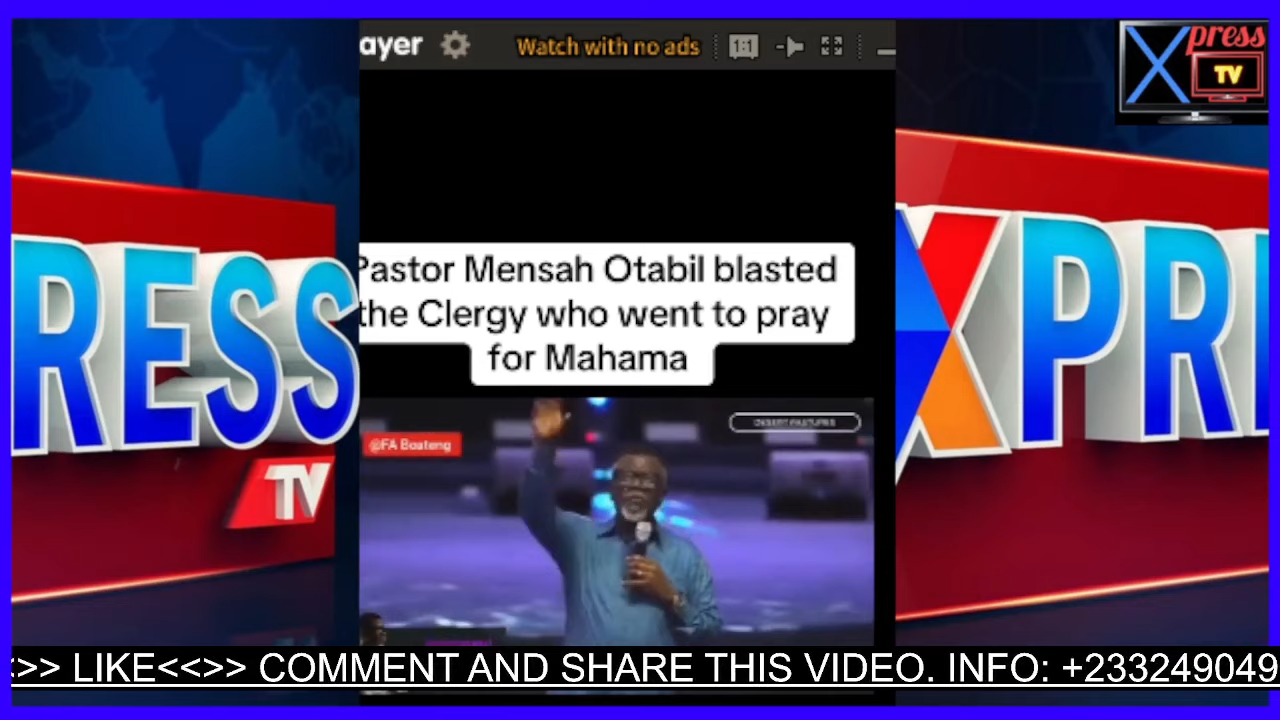 ayer
Watch with no ads
1:1
Xpress
TV
Pastor Mensah Otabil blasted
the Clergy who went to pray
for Mahama
RESS
TV
XPR
@FA Boateng
>> LIKE<<>> COMMENT AND SHARE THIS VIDEO. INFO: +233249049